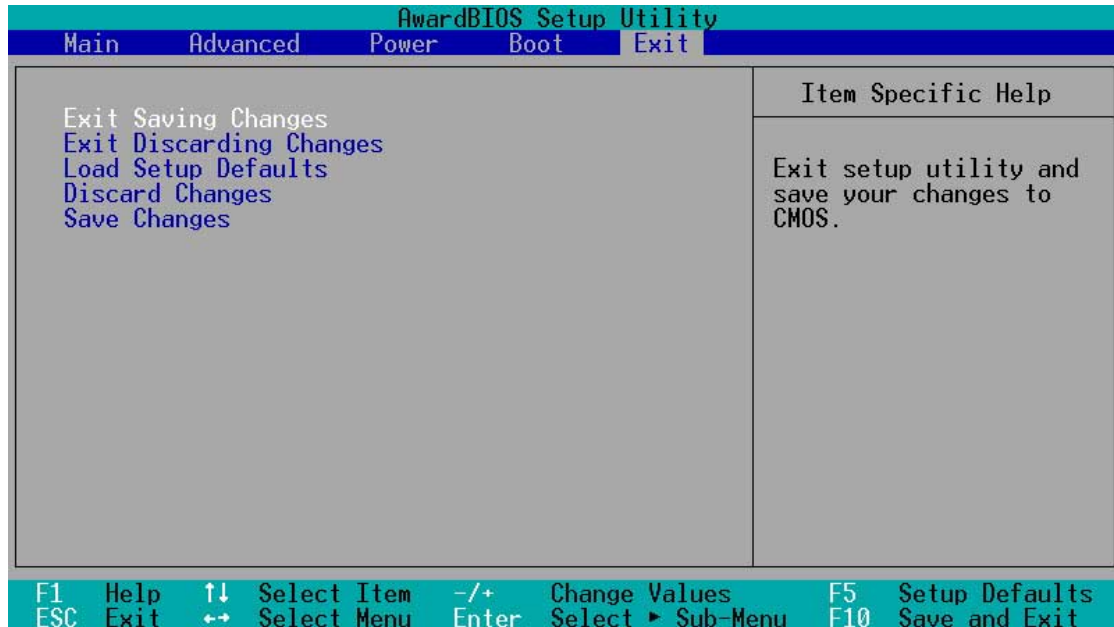 AwardBIOS Setup Utility
Main Advanced Power Boot Exit
Exit Saving Changes
Exit Discarding Changes
Load Setup Defaults
Discard Changes
Save Changes
Item Specific Help
Exit setup utility and
save your changes to
CMOS.
F1 Help ↑↓ Select Item -/+ Change Values F5 Setup Defaults
ESC Exit ←→ Select Menu Enter Select ► Sub-Menu F10 Save and Exit